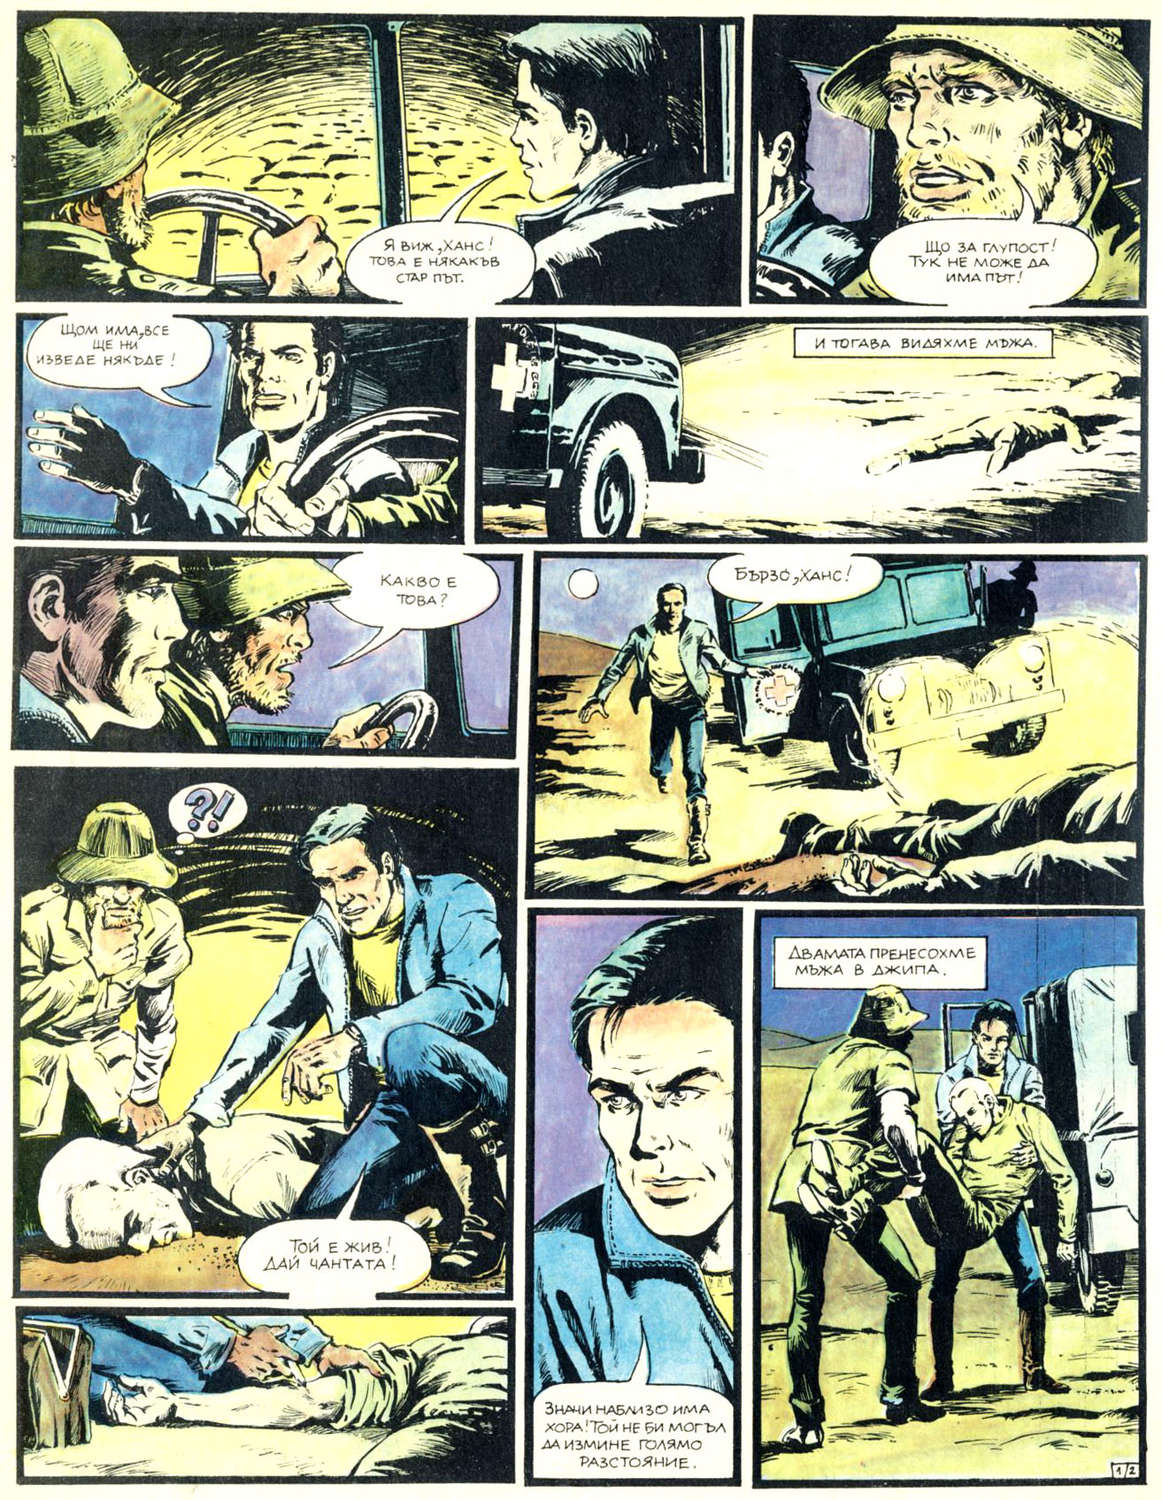 Я ВИЖ, ХАНС!
ТОВА Е НЯКАКЪВ
СТАР ПЪТ.
ЩО ЗА ГЛУПОСТ!
ТУК НЕ МОЖЕ ДА
ИМА ПЪТ!
ЩОМ ИМА, ВСЕ
ЩЕ НИ
ИЗВЕДЕ НЯКЪДЕ!
И ТОГАВА ВИДЯХМЕ МЪЖА.
КАКВО Е
ТОВА?
БЪРЗО, ХАНС!
?!
ТОЙ Е ЖИВ!
ДАЙ ЧАНТАТА!
ЗНАЧИ НАБЛИЗО ИМА
ХОРА! ТОЙ НЕ БИ МОГЪЛ
ДА ИЗМИНЕ ГОЛЯМО
РАЗСТОЯНИЕ.
ДВАМАТА ПРЕНЕСОХМЕ
МЪЖА В ДЖИПА.
1/2